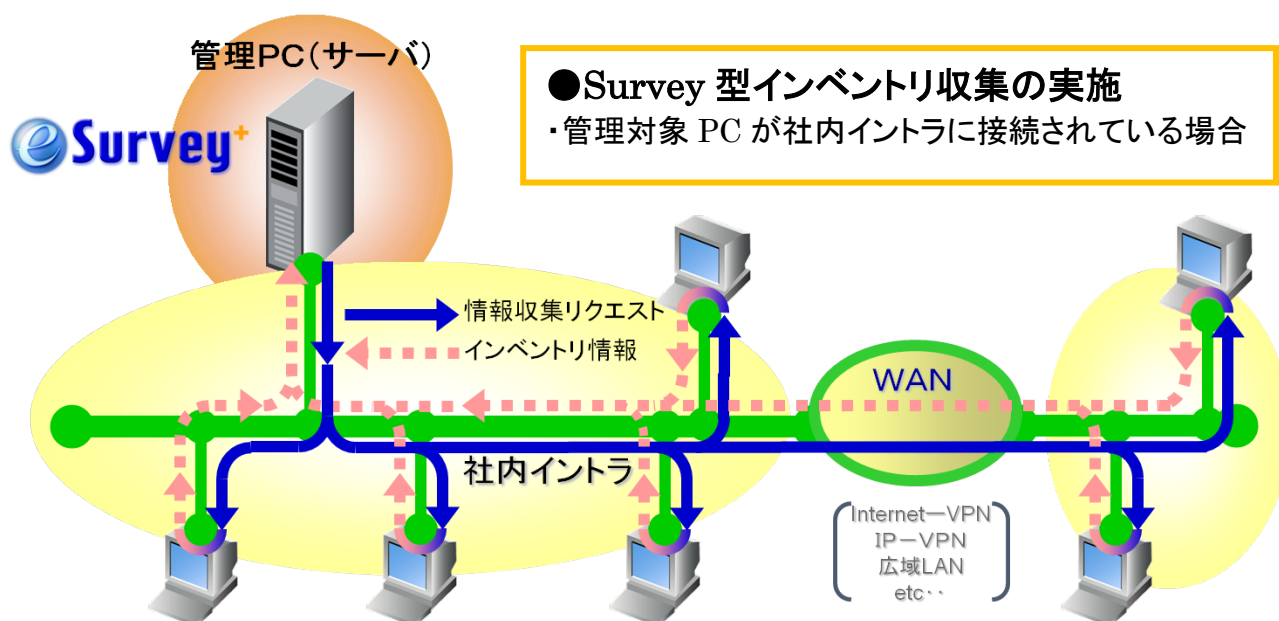 管理PC(サーバ)
eSurvey+
●Survey 型インベントリ収集の実施
・管理対象 PC が社内イントラに接続されている場合
情報収集リクエスト
インベントリ情報
WAN
社内イントラ
Internet－VPN
IP－VPN
広域LAN
etc・・